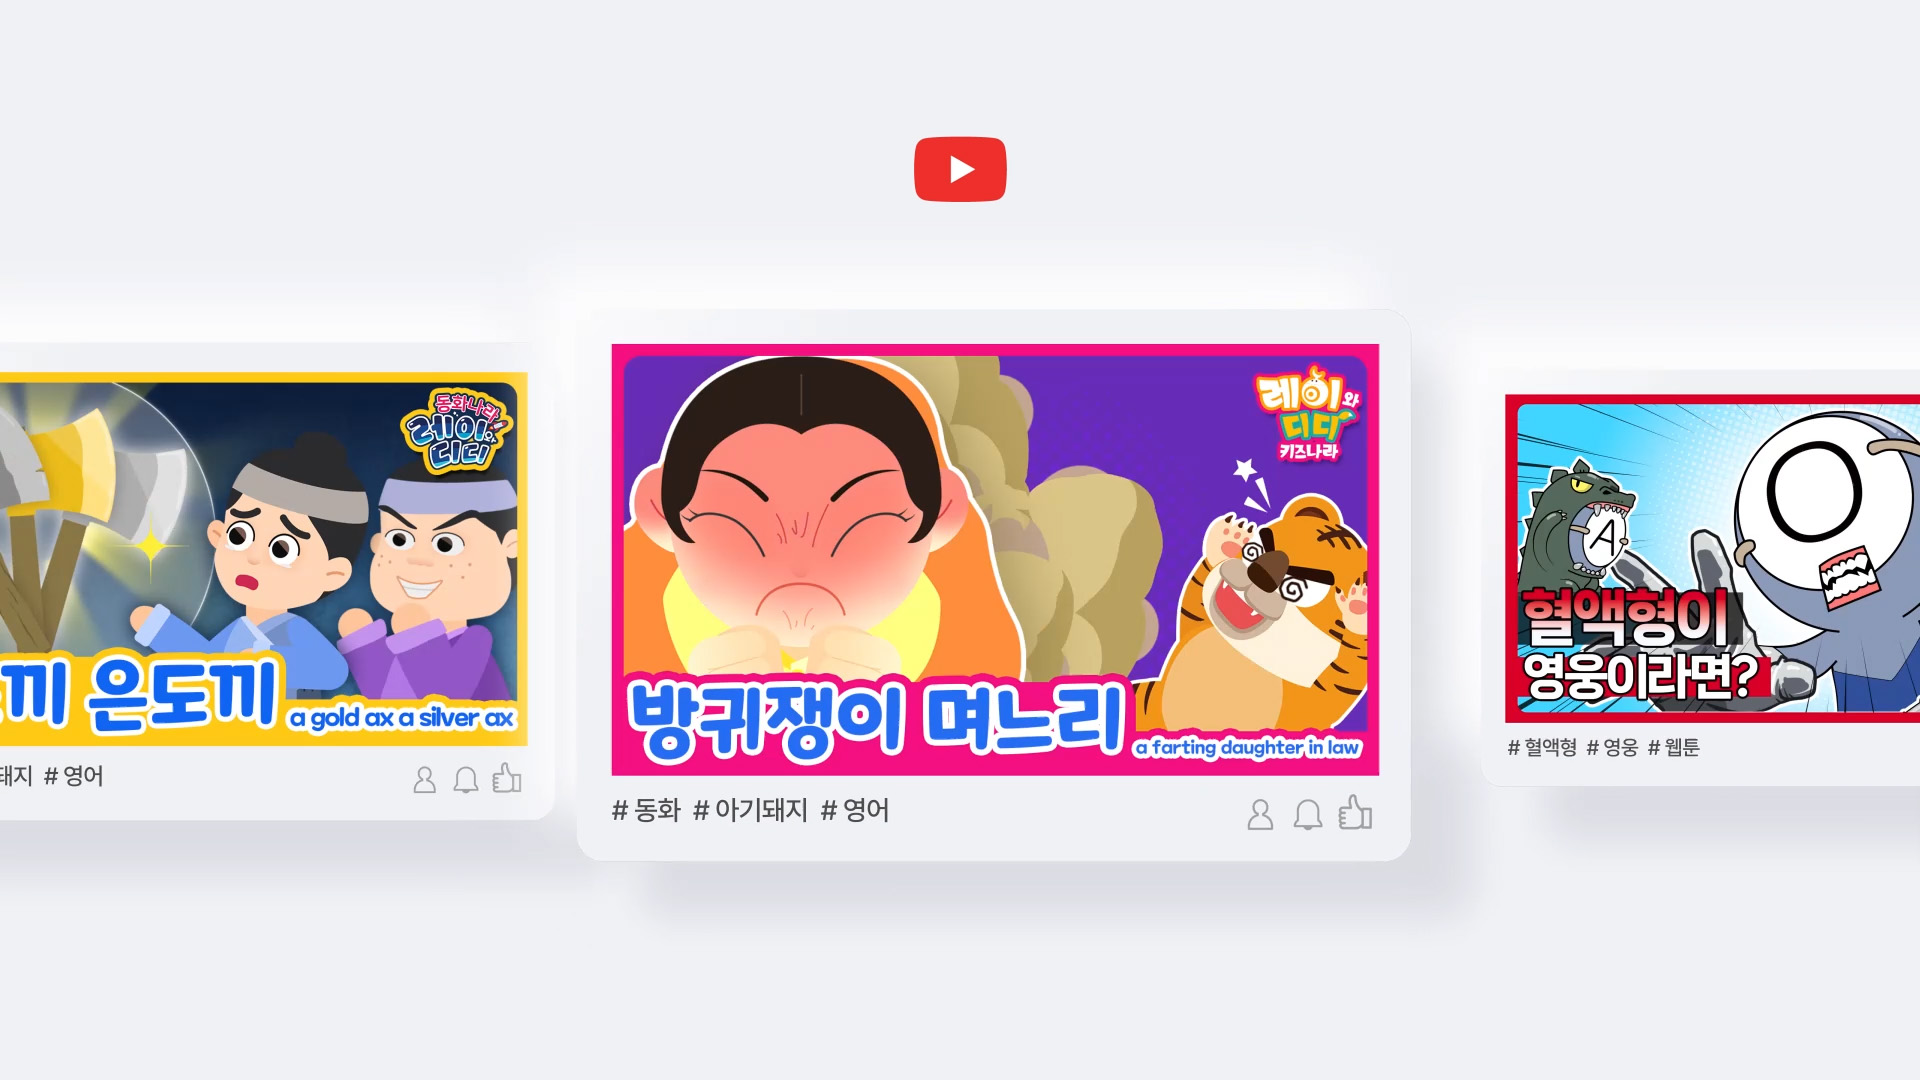 동화나라
레이
디디
끼 은도끼
a gold ax a silver ax
돼지 # 영어
레이와
디디
키즈나라
방귀쟁이 며느리
a farting daughter in law
# 동화 # 아기돼지 # 영어
A
O
혈액형이
영웅이라면?
# 혈액형 # 영웅 # 웹툰